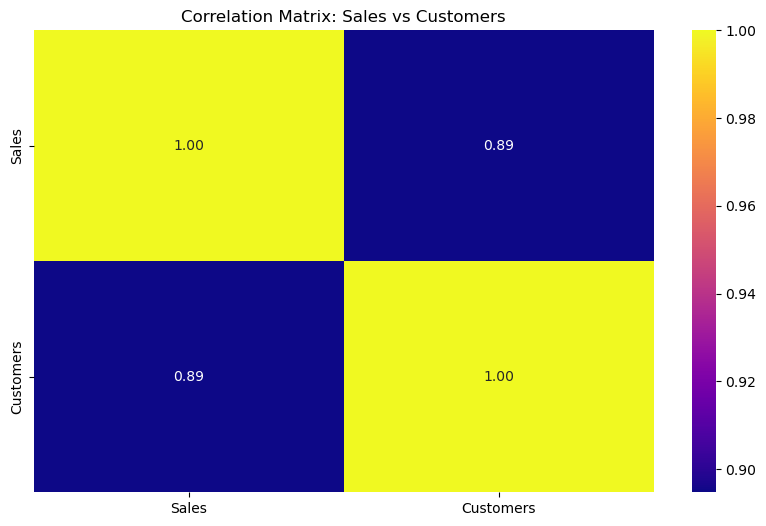 Correlation Matrix: Sales vs Customers
Sales
1.00
0.89
Customers
0.89
1.00
Sales
Customers
1.00
0.98
0.96
0.94
0.92
0.90